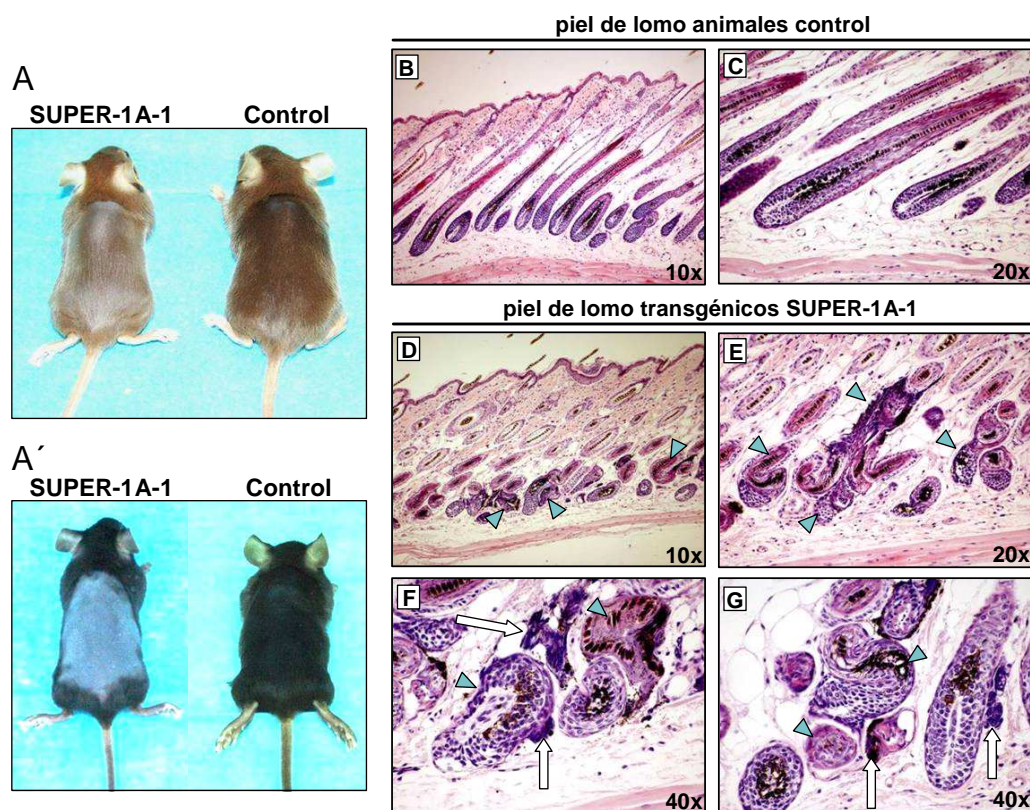 piel de lomo animales control
A
SUPER-1A-1 Control
B
10x
C
20x
piel de lomo transgénicos SUPER-1A-1
D
10x
E
20x
A´
SUPER-1A-1 Control
F
40x
G
40x